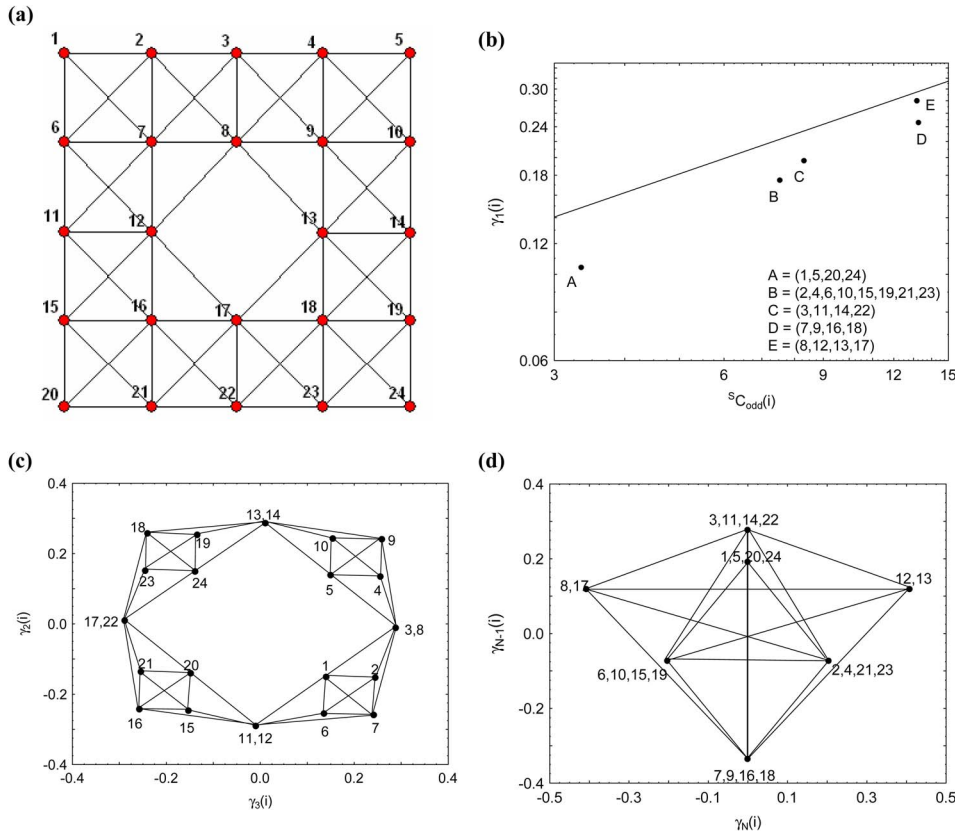 (a)
1 2 3 4 5
6 7 8 9 10
11 12 13 14
15 16 17 18 19
20 21 22 23 24
(b)
0.30
0.24
0.18
0.12
0.06
γ1(i)
E
D
C
B
A
A = (1,5,20,24)
B = (2,4,6,10,15,19,21,23)
C = (3,11,14,22)
D = (7,9,16,18)
E = (8,12,13,17)
3 6 9 12 15
SCodd(i)
(c)
0.4
0.2
0.0
-0.2
-0.4
γ2(i)
13,14
18
19
10
9
23
24
5
4
17,22
3,8
21
20
1
2
16
15
11,12
6
7
-0.4 -0.2 0.0 0.2 0.4
γ3(i)
(d)
0.4
0.2
0.0
-0.2
-0.4
γN-1(i)
3,11,14,22
1,5,20,24
8,17
12,13
6,10,15,19
2,4,21,23
7,9,16,18
-0.5 -0.4 -0.3 -0.1 0.0 0.1 0.3 0.4 0.5
γN(i)